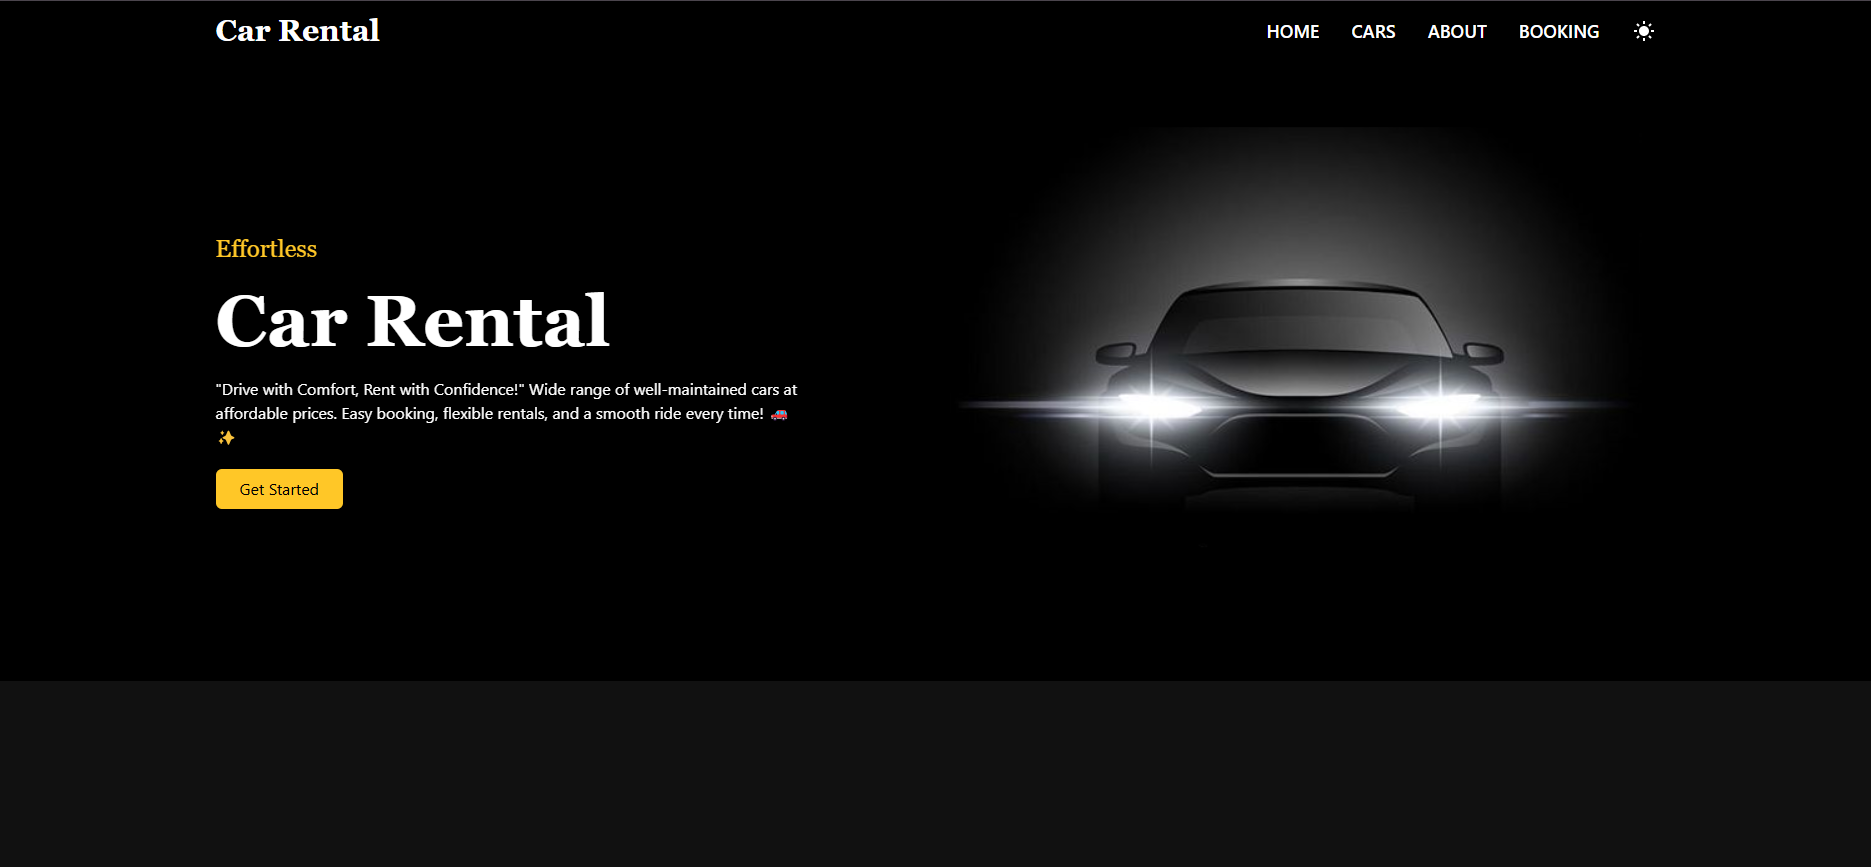 Car Rental
HOME CARS ABOUT BOOKING
Effortless
Car Rental
"Drive with Comfort, Rent with Confidence!" Wide range of well-maintained cars at
affordable prices. Easy booking, flexible rentals, and a smooth ride every time! 🚗
✨
Get Started